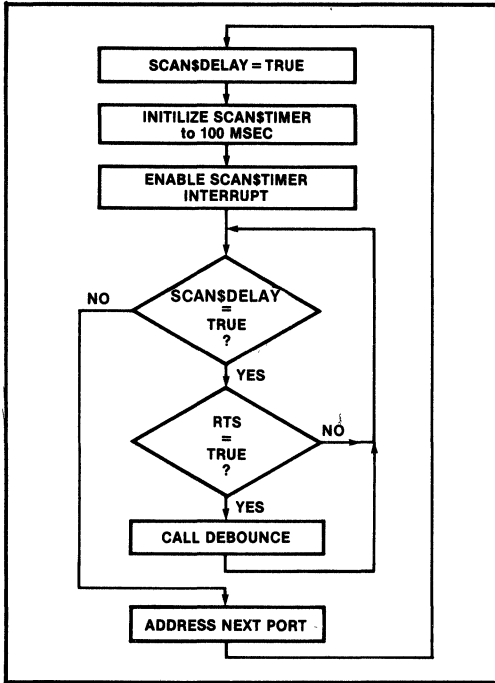 SCAN$DELAY = TRUE
INITILIZE SCAN$TIMER
to 100 MSEC
ENABLE SCAN$TIMER
INTERRUPT
NO
SCAN$DELAY
=
TRUE
?
YES
RTS
=
TRUE
?
NO
YES
CALL DEBOUNCE
ADDRESS NEXT PORT